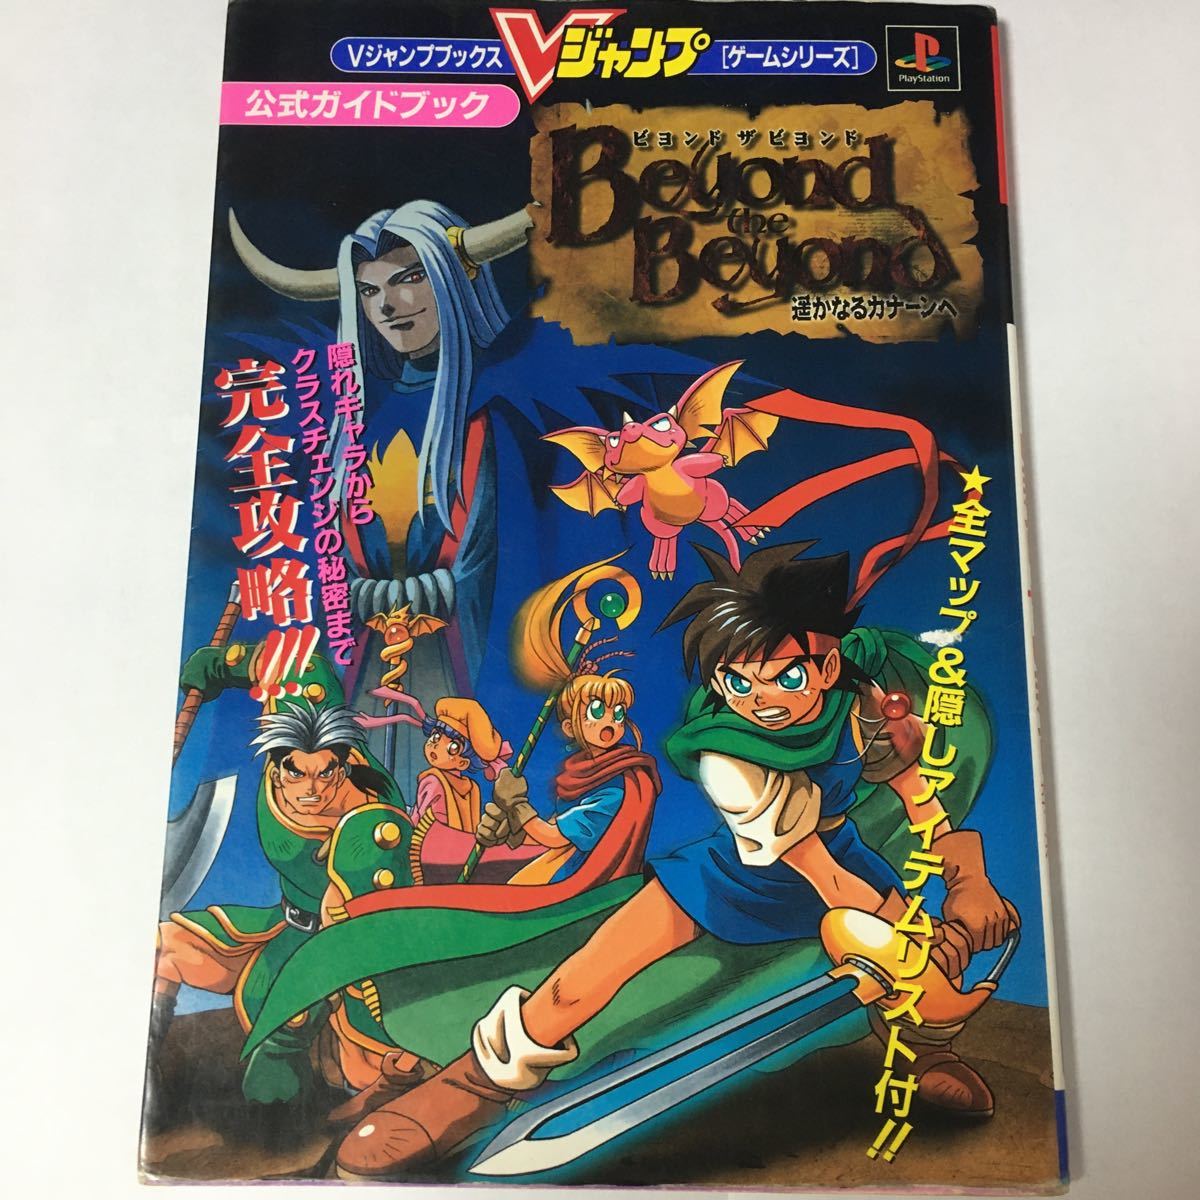 Vジャンプブックス
Vジャンプ
[ゲームシリーズ]
PlayStation
公式ガイドブック
ビヨンド ザ ビヨンド
Beyond
the
Beyond
遥かなるカナーンへ
隠れキャラから
クラスチェンジの秘密まで
完全攻略!!!
★全マップ&隠しアイテムリスト付!!